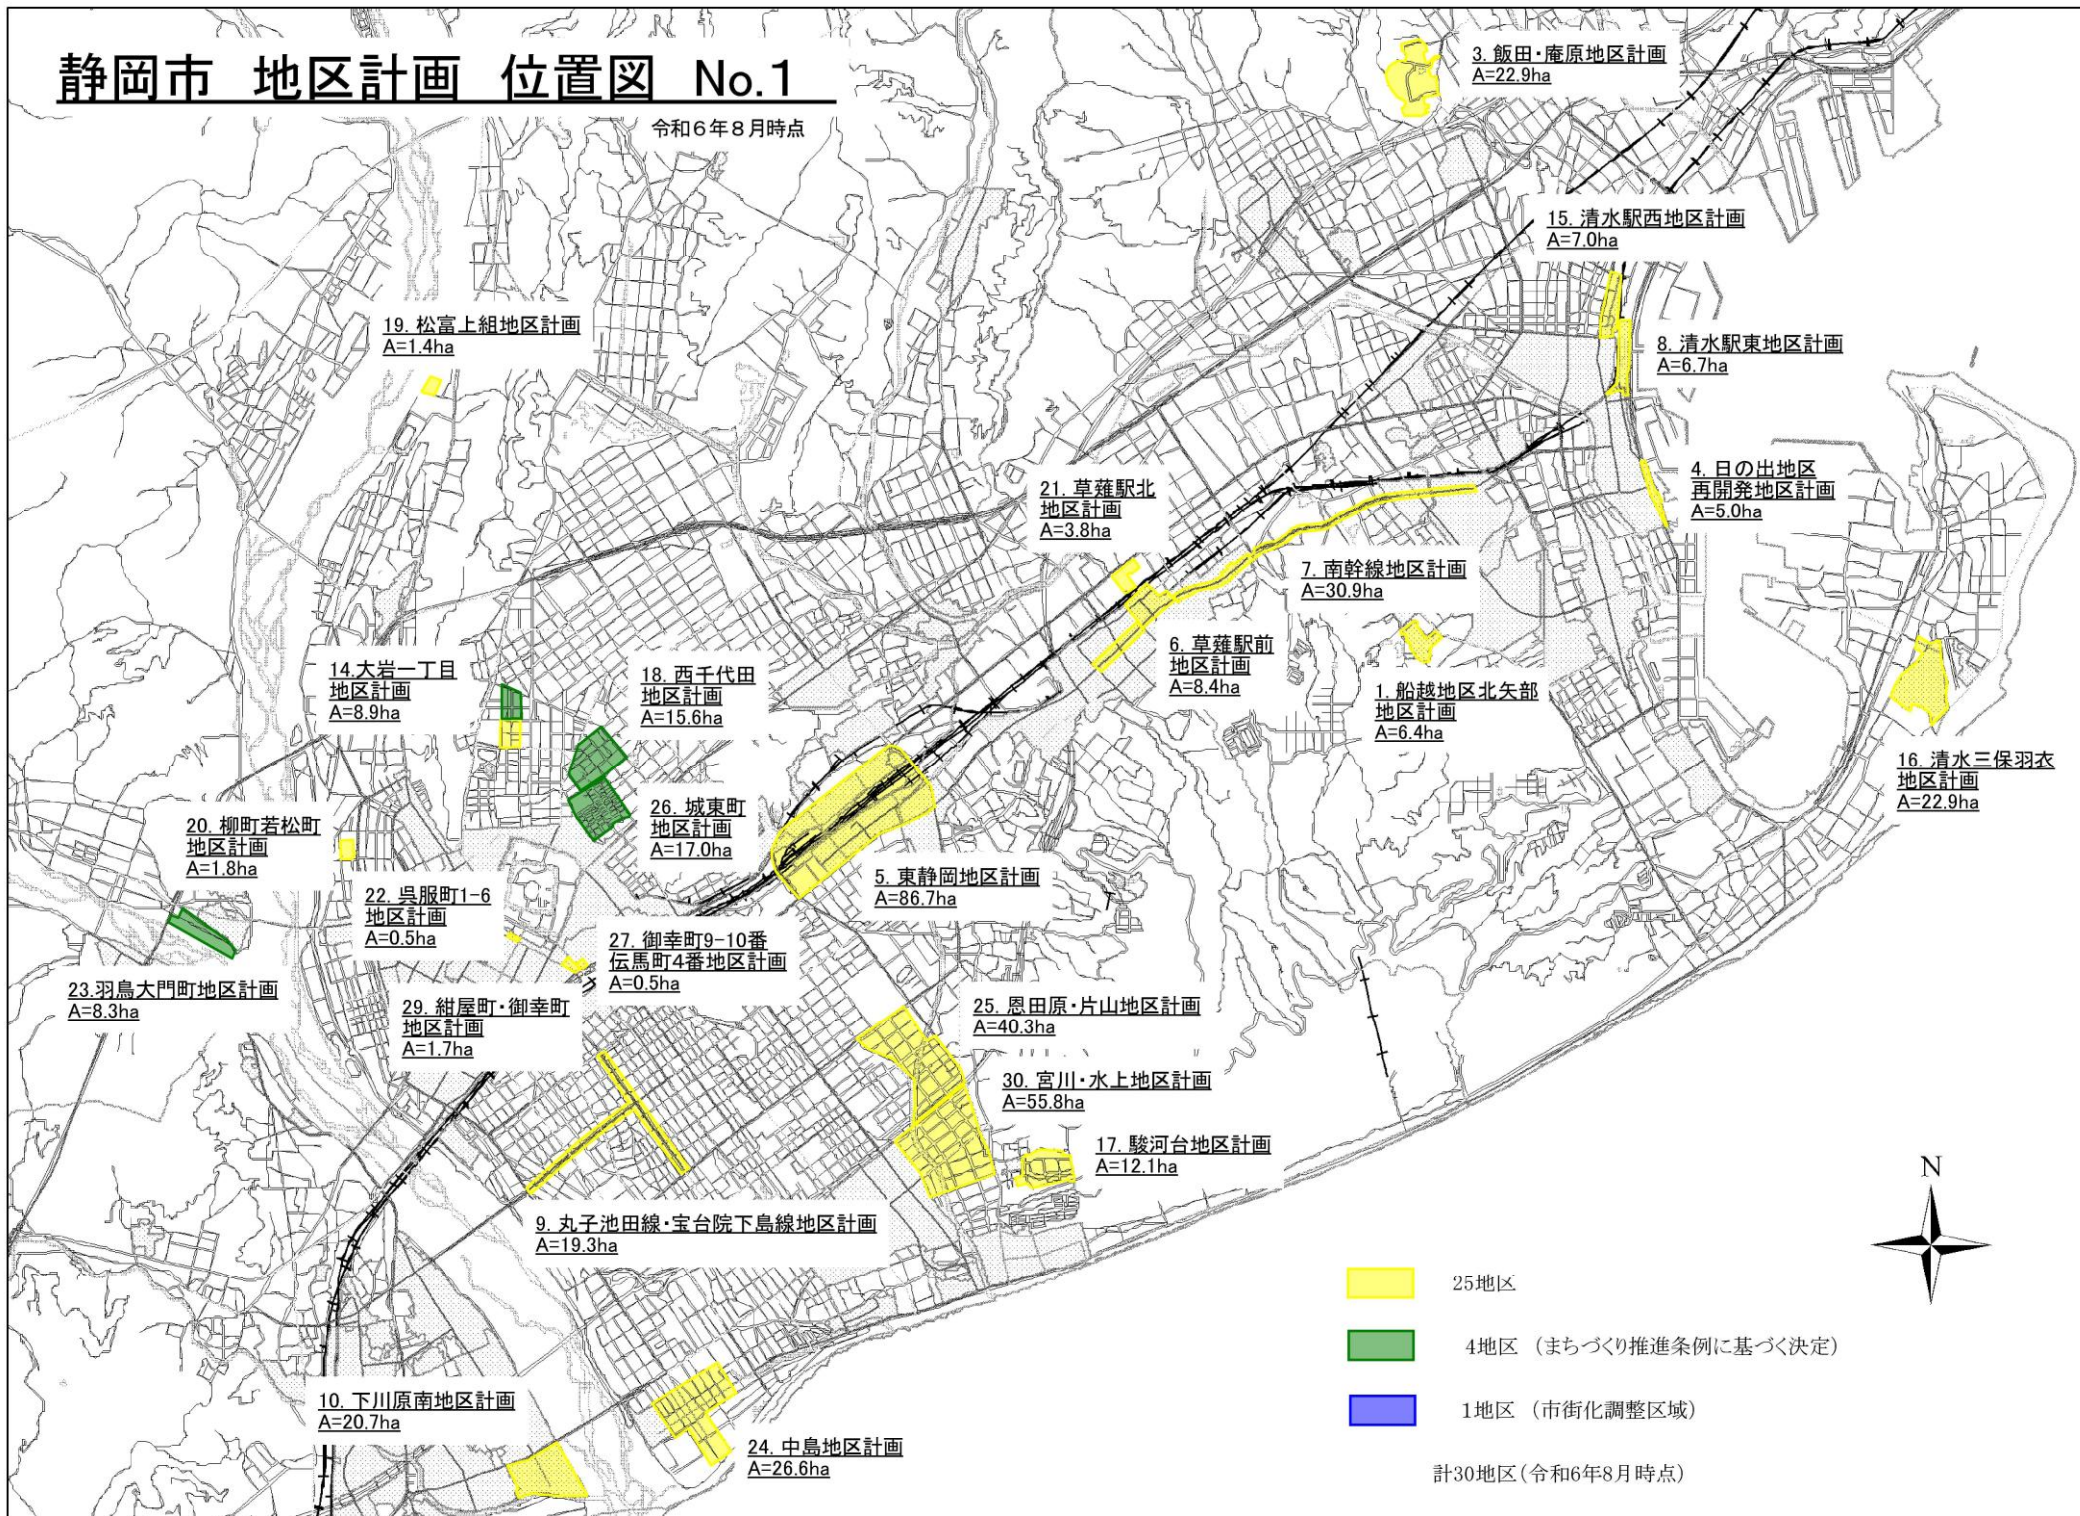 静岡市 地区計画 位置図 No.1
令和6年8月時点
3. 飯田・庵原地区計画
A=22.9ha
15. 清水駅西地区計画
A=7.0ha
19. 松富上組地区計画
A=1.4ha
8. 清水駅東地区計画
A=6.7ha
21. 草薙駅北
地区計画
A=3.8ha
4. 日の出地区
再開発地区計画
A=5.0ha
7. 南幹線地区計画
A=30.9ha
6. 草薙駅前
地区計画
A=8.4ha
14.大岩一丁目
地区計画
A=8.9ha
18. 西千代田
地区計画
A=15.6ha
1. 船越地区北矢部
地区計画
A=6.4ha
16. 清水三保羽衣
地区計画
A=22.9ha
20. 柳町若松町
地区計画
A=1.8ha
26. 城東町
地区計画
A=17.0ha
5. 東静岡地区計画
A=86.7ha
22. 呉服町1-6
地区計画
A=0.5ha
27. 御幸町9-10番
伝馬町4番地区計画
A=0.5ha
23.羽鳥大門町地区計画
A=8.3ha
29. 紺屋町・御幸町
地区計画
A=1.7ha
25. 恩田原・片山地区計画
A=40.3ha
30. 宮川・水上地区計画
A=55.8ha
17. 駿河台地区計画
A=12.1ha
9. 丸子池田線・宝台院下島線地区計画
A=19.3ha
10. 下川原南地区計画
A=20.7ha
24. 中島地区計画
A=26.6ha
N
25地区
4地区 （まちづくり推進条例に基づく決定）
1地区 （市街化調整区域）
計30地区（令和6年8月時点）